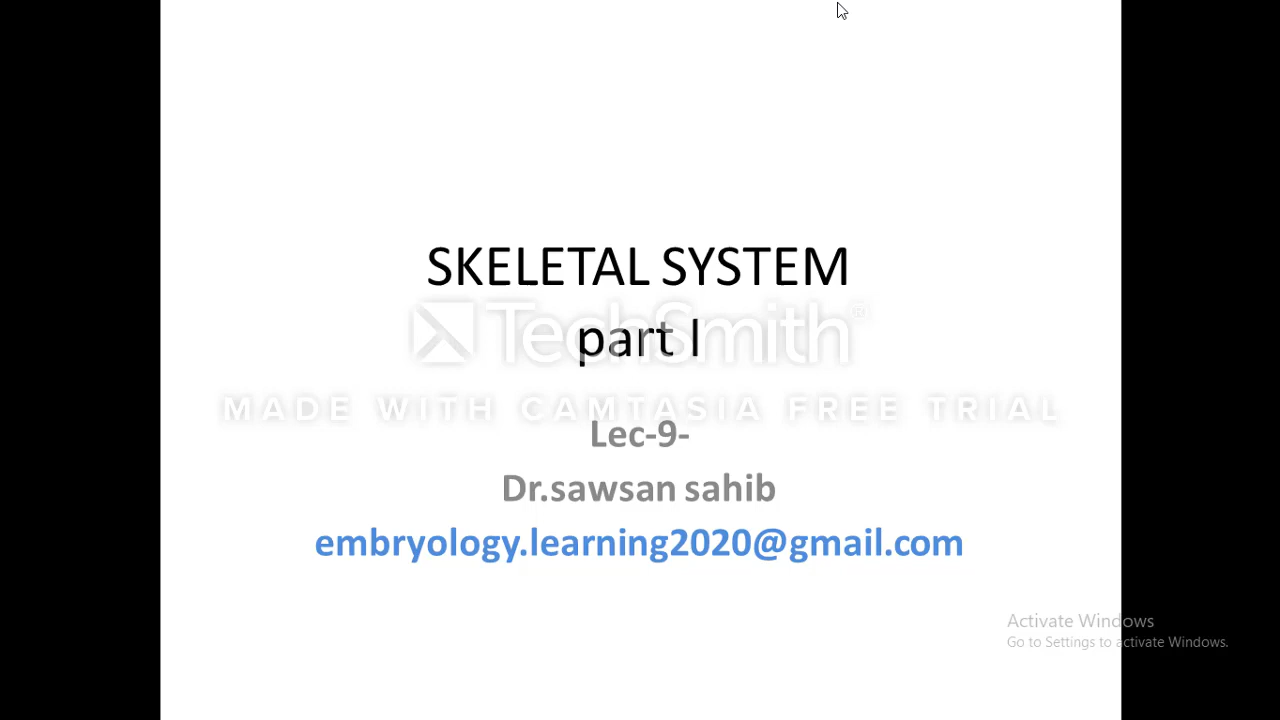 SKELETAL SYSTEM
part I
TechSmith®
MADE WITH CAMTASIA FREE TRIAL
Lec-9-
Dr.sawsan sahib
embryology.learning2020@gmail.com
Activate Windows
Go to Settings to activate Windows.